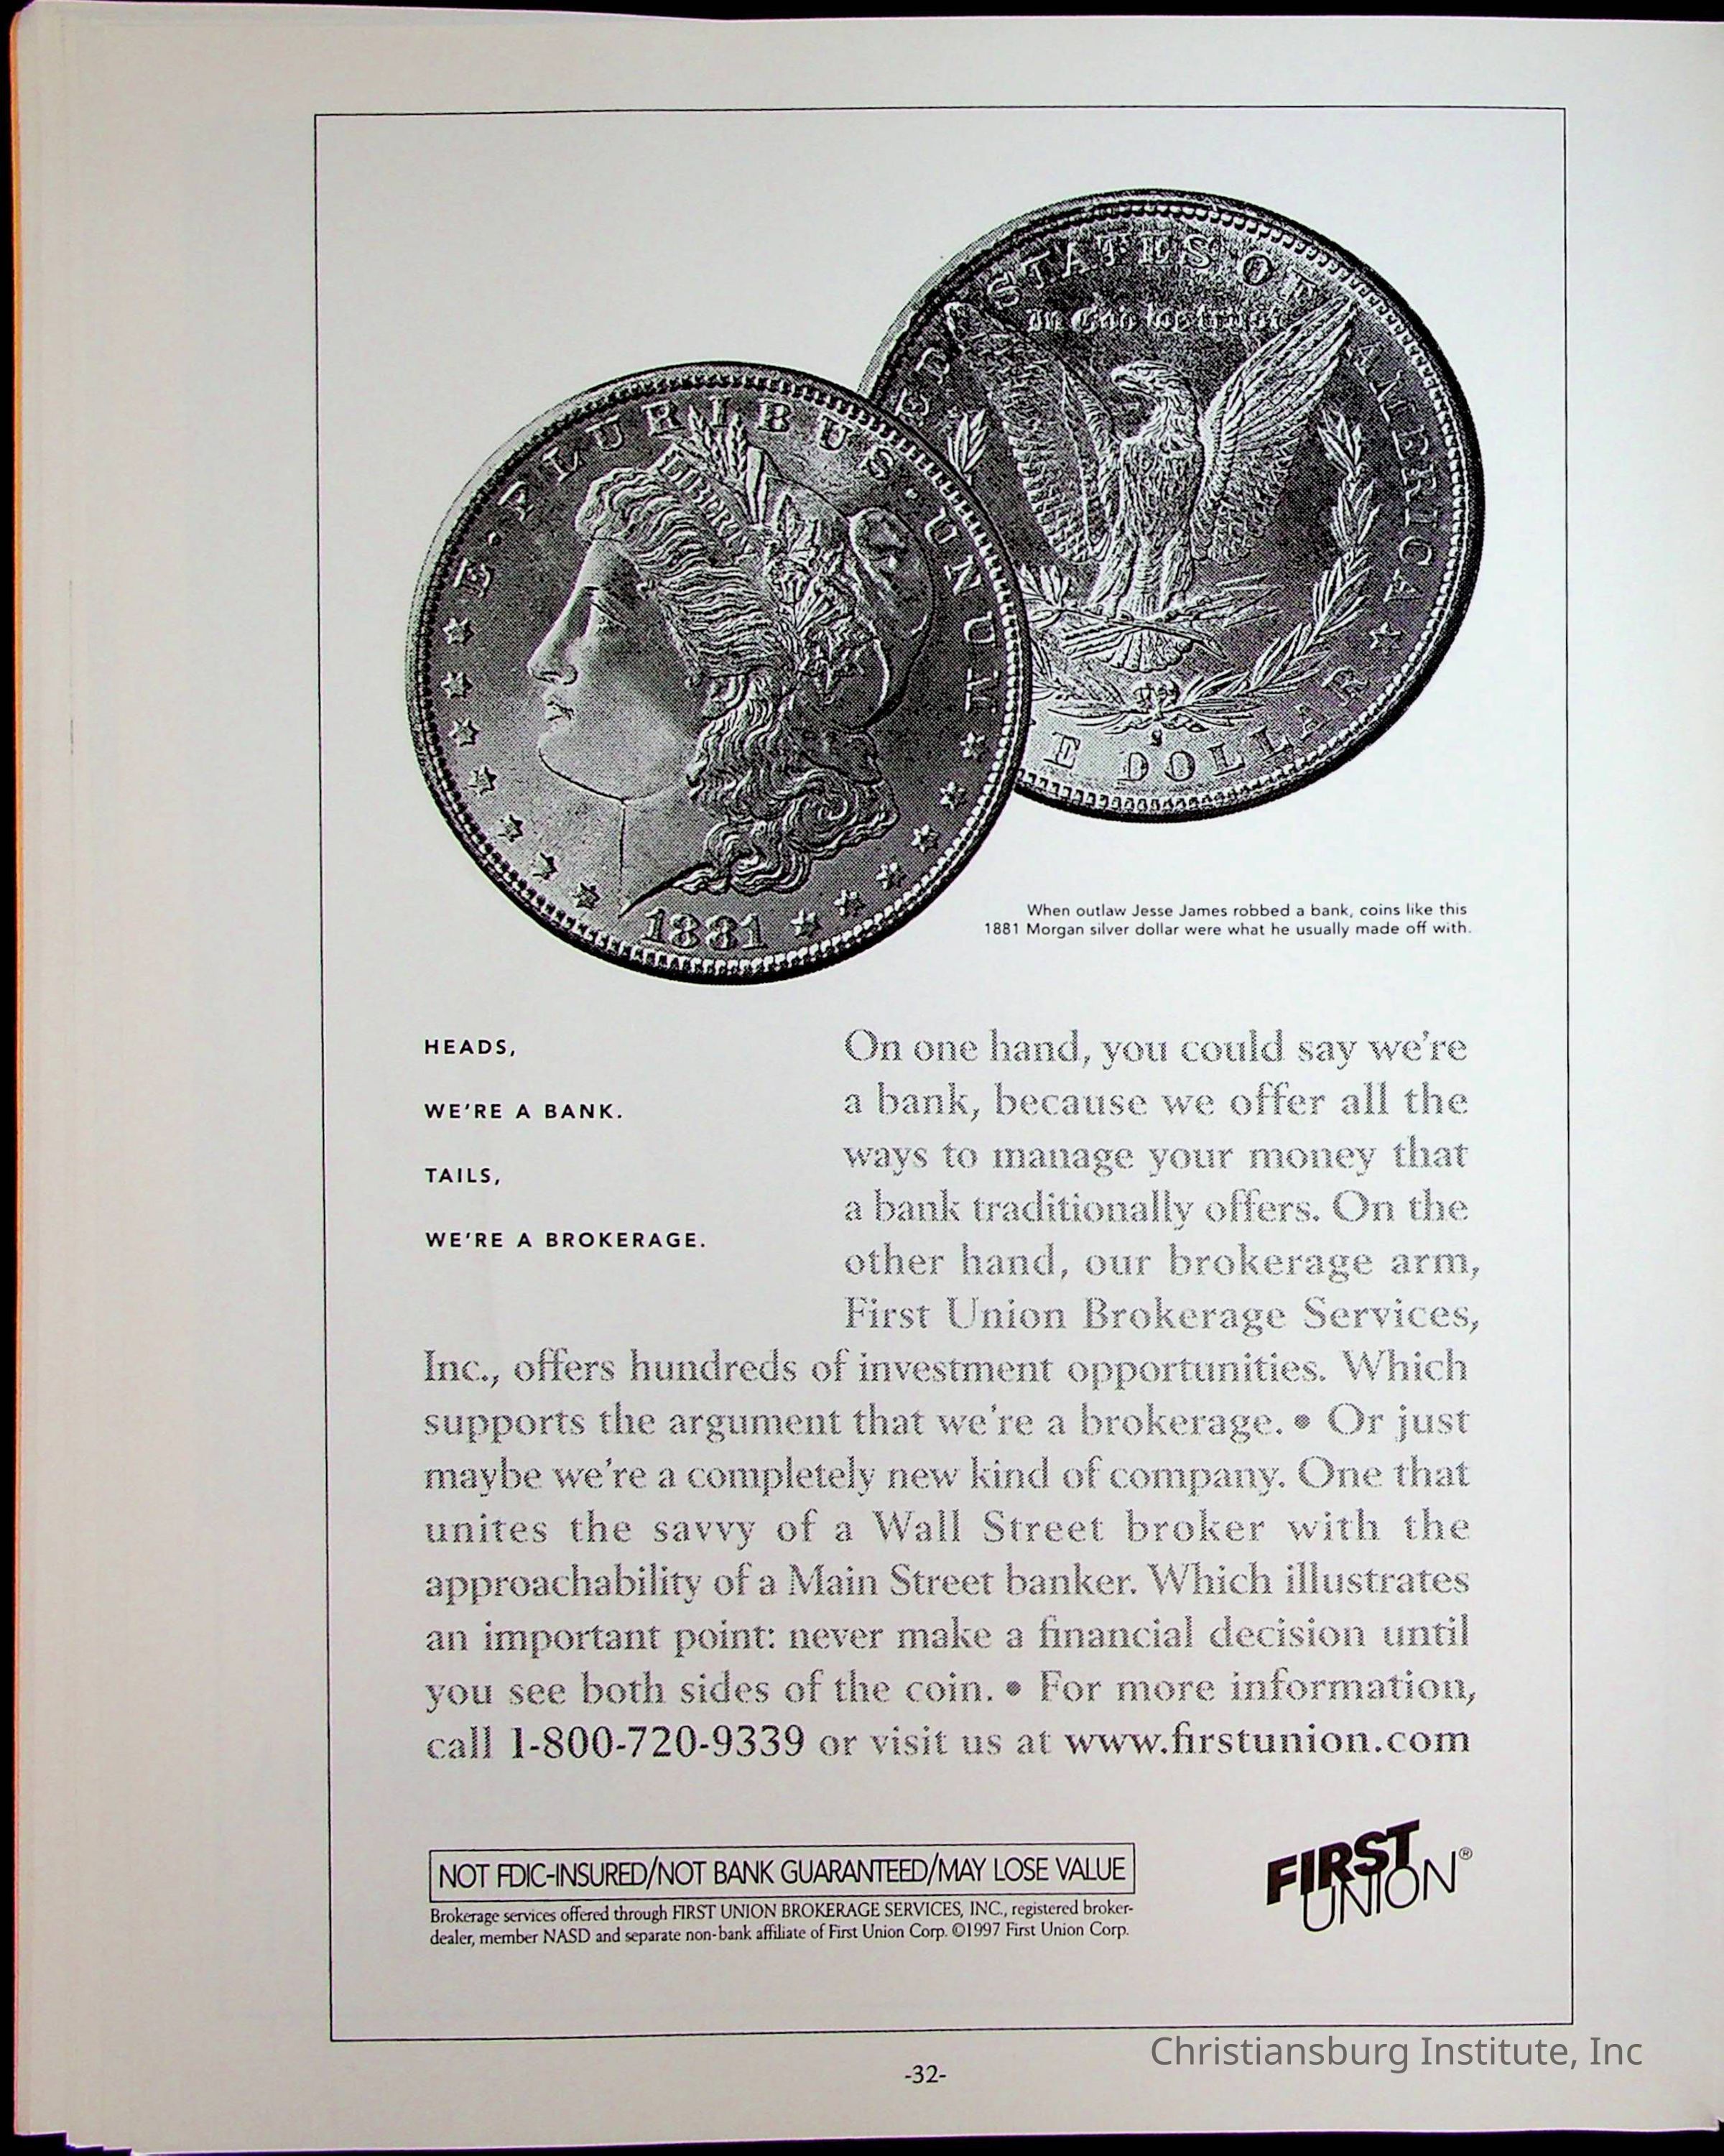 STATES OF
In God we trust
AMERICA
E DOLLAR
E·PLURIBUS·UNUM
LIBERTY
1881
When outlaw Jesse James robbed a bank, coins like this
1881 Morgan silver dollar were what he usually made off with.
HEADS,
WE'RE A BANK.
TAILS,
WE'RE A BROKERAGE.
On one hand, you could say we're
a bank, because we offer all the
ways to manage your money that
a bank traditionally offers. On the
other hand, our brokerage arm,
First Union Brokerage Services,
Inc., offers hundreds of investment opportunities. Which
supports the argument that we're a brokerage. • Or just
maybe we're a completely new kind of company. One that
unites the savvy of a Wall Street broker with the
approachability of a Main Street banker. Which illustrates
an important point: never make a financial decision until
you see both sides of the coin. • For more information,
call 1-800-720-9339 or visit us at www.firstunion.com
NOT FDIC-INSURED/NOT BANK GUARANTEED/MAY LOSE VALUE
Brokerage services offered through FIRST UNION BROKERAGE SERVICES, INC., registered broker-
dealer, member NASD and separate non-bank affiliate of First Union Corp. ©1997 First Union Corp.
FIRST
UNION®
Christiansburg Institute, Inc
-32-